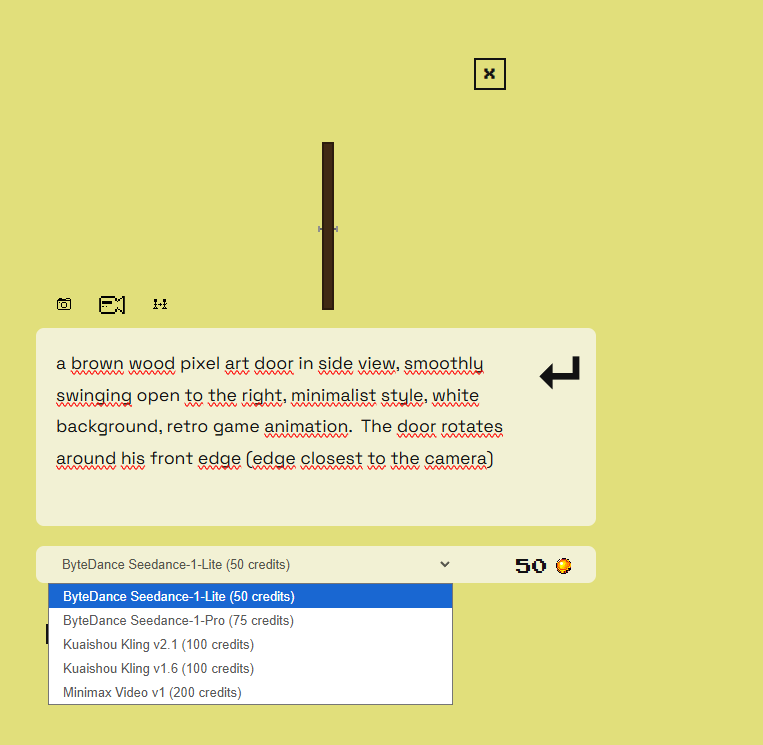 x
a brown wood pixel art door in side view, smoothly
swinging open to the right, minimalist style, white
background, retro game animation.  The door rotates
around his front edge (edge closest to the camera)
ByteDance Seedance-1-Lite (50 credits)
50
ByteDance Seedance-1-Lite (50 credits)
ByteDance Seedance-1-Pro (75 credits)
Kuaishou Kling v2.1 (100 credits)
Kuaishou Kling v1.6 (100 credits)
Minimax Video v1 (200 credits)